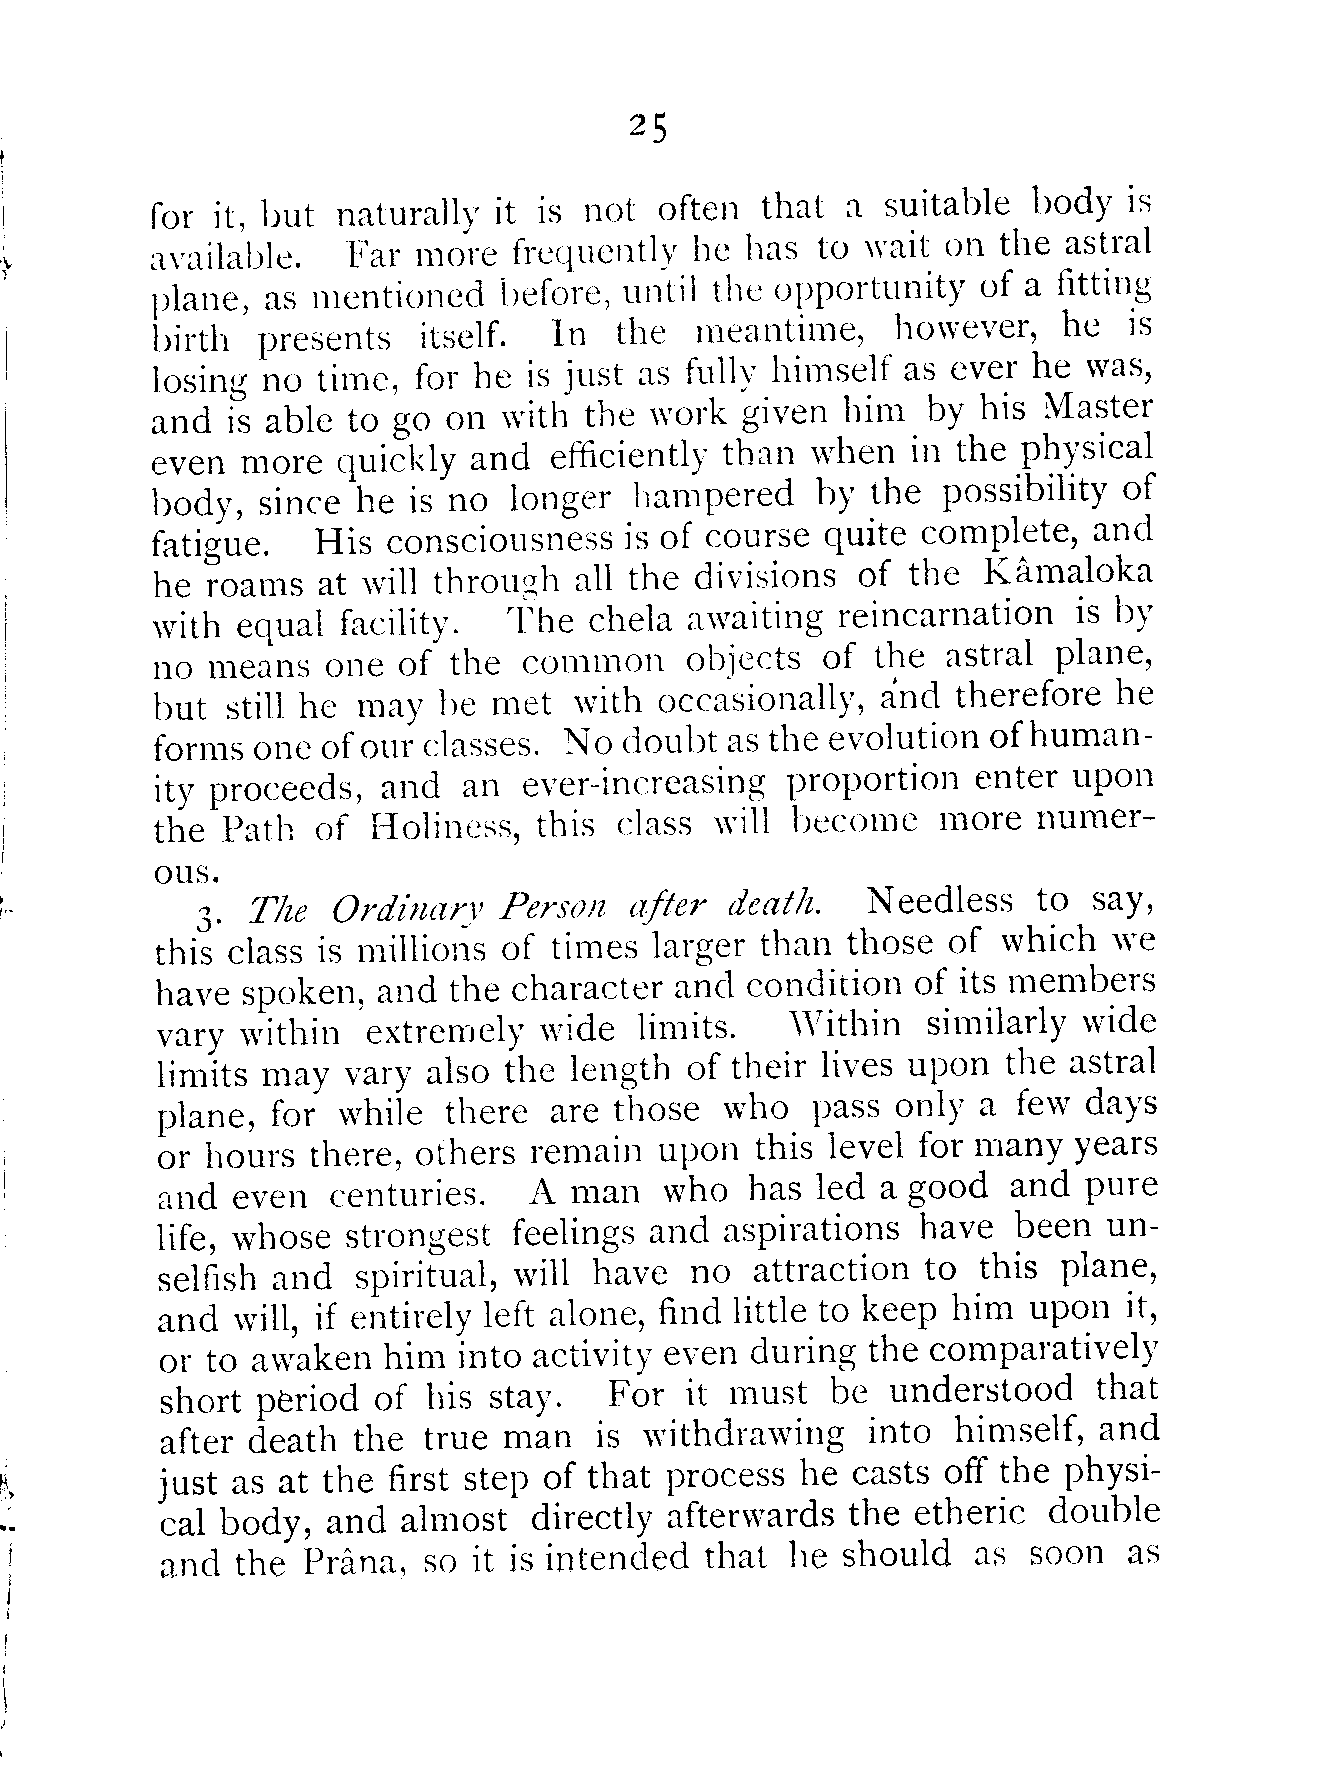 25
for it, but naturally it is not often that a suitable body is
available. Far more frequently he has to wait on the astral
plane, as mentioned before, until the opportunity of a fitting
birth presents itself. In the meantime, however, he is
losing no time, for he is just as fully himself as ever he was,
and is able to go on with the work given him by his Master
even more quickly and efficiently than when in the physical
body, since he is no longer hampered by the possibility of
fatigue. His consciousness is of course quite complete, and
he roams at will through all the divisions of the Kâmaloka
with equal facility. The chela awaiting reincarnation is by
no means one of the common objects of the astral plane,
but still he may be met with occasionally, and therefore he
forms one of our classes. No doubt as the evolution of human-
ity proceeds, and an ever-increasing proportion enter upon
the Path of Holiness, this class will become more numer-
ous.
3. The Ordinary Person after death. Needless to say,
this class is millions of times larger than those of which we
have spoken, and the character and condition of its members
vary within extremely wide limits. Within similarly wide
limits may vary also the length of their lives upon the astral
plane, for while there are those who pass only a few days
or hours there, others remain upon this level for many years
and even centuries. A man who has led a good and pure
life, whose strongest feelings and aspirations have been un-
selfish and spiritual, will have no attraction to this plane,
and will, if entirely left alone, find little to keep him upon it,
or to awaken him into activity even during the comparatively
short period of his stay. For it must be understood that
after death the true man is withdrawing into himself, and
just as at the first step of that process he casts off the physi-
cal body, and almost directly afterwards the etheric double
and the Prâna, so it is intended that he should as soon as